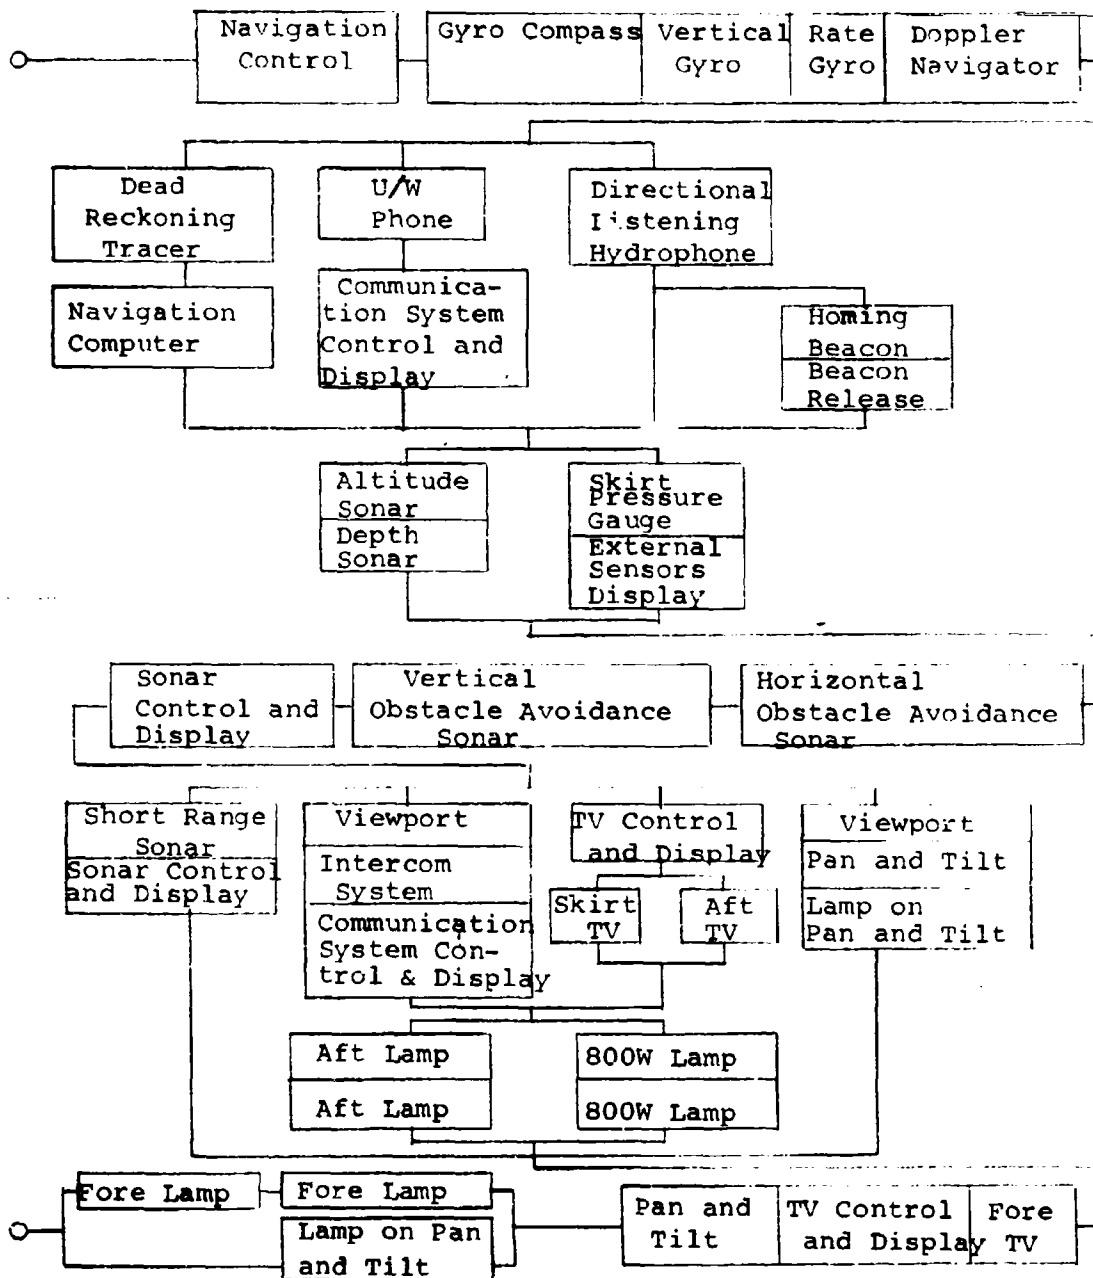 Navigation
Control
Gyro Compass
Vertical
Gyro
Rate
Gyro
Doppler
Navigator
Dead
Reckoning
Tracer
U/W
Phone
Directional
Listening
Hydrophone
Navigation
Computer
Communica-
tion System
Control and
Display
Homing
Beacon
Beacon
Release
Altitude
Sonar
Depth
Sonar
Skirt
Pressure
Gauge
External
Sensors
Display
Sonar
Control and
Display
Vertical
Obstacle Avoidance
Sonar
Horizontal
Obstacle Avoidance
Sonar
Short Range
Sonar
Sonar Control
and Display
Viewport
Intercom
System
Communication
System Con-
trol & Display
TV Control
and Display
Skirt
TV
Aft
TV
Viewport
Pan and Tilt
Lamp on
Pan and Tilt
Aft Lamp
Aft Lamp
800W Lamp
800W Lamp
Fore Lamp
Fore Lamp
Lamp on Pan
and Tilt
Pan and
Tilt
TV Control
and Display
Fore
TV